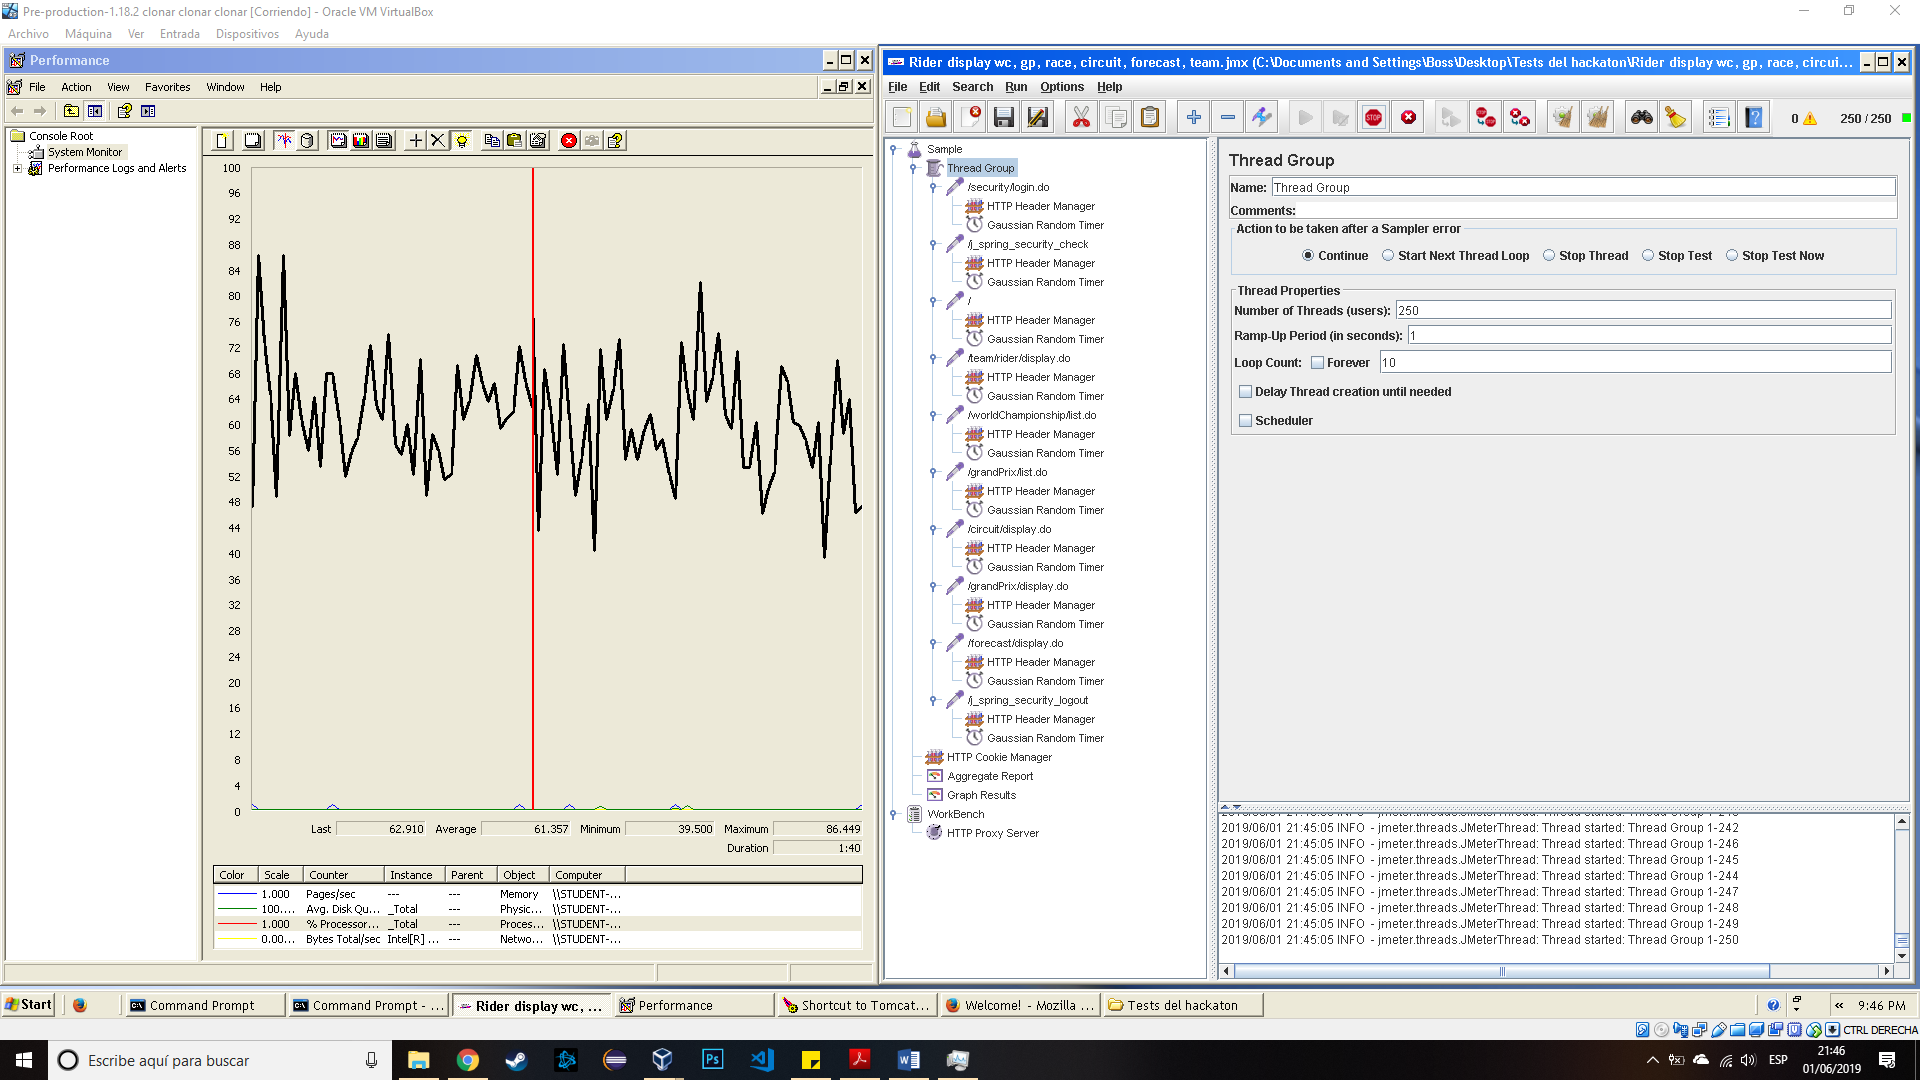 Pre-production-1.18.2 clonar clonar clonar [Corriendo] - Oracle VM VirtualBox
Archivo Máquina Ver Entrada Dispositivos Ayuda
Performance
File Action View Favorites Window Help
Console Root
System Monitor
Performance Logs and Alerts
100
96
92
88
84
80
76
72
68
64
60
56
52
48
44
40
36
32
28
24
20
16
12
8
4
0
Last 62.910 Average 61.357 Minimum 39.500 Maximum 86.449
Duration 1:40
Color Scale Counter Instance Parent Object Computer
1.000 Pages/sec --- --- Memory \\STUDENT-...
100.... Avg. Disk Qu... _Total --- Physic... \\STUDENT-...
1.000 % Processor... _Total --- Proces... \\STUDENT-...
0.00... Bytes Total/sec Intel[R] ... --- Netwo... \\STUDENT-...
Rider display wc, gp, race, circuit, forecast, team.jmx (C:\Documents and Settings\Boss\Desktop\Tests del hackaton\Rider display wc, gp, race, circui...
File Edit Search Run Options Help
STOP
0 250 / 250
Sample
Thread Group
/security/login.do
HTTP Header Manager
Gaussian Random Timer
/j_spring_security_check
HTTP Header Manager
Gaussian Random Timer
/
HTTP Header Manager
Gaussian Random Timer
/team/rider/display.do
HTTP Header Manager
Gaussian Random Timer
/worldChampionship/list.do
HTTP Header Manager
Gaussian Random Timer
/grandPrix/list.do
HTTP Header Manager
Gaussian Random Timer
/circuit/display.do
HTTP Header Manager
Gaussian Random Timer
/grandPrix/display.do
HTTP Header Manager
Gaussian Random Timer
/forecast/display.do
HTTP Header Manager
Gaussian Random Timer
/j_spring_security_logout
HTTP Header Manager
Gaussian Random Timer
HTTP Cookie Manager
Aggregate Report
Graph Results
WorkBench
HTTP Proxy Server
Thread Group
Name: Thread Group
Comments:
Action to be taken after a Sampler error
Continue Start Next Thread Loop Stop Thread Stop Test Stop Test Now
Thread Properties
Number of Threads (users): 250
Ramp-Up Period (in seconds): 1
Loop Count: Forever 10
Delay Thread creation until needed
Scheduler
2019/06/01 21:45:05 INFO - jmeter.threads.JMeterThread: Thread started: Thread Group 1-242
2019/06/01 21:45:05 INFO - jmeter.threads.JMeterThread: Thread started: Thread Group 1-246
2019/06/01 21:45:05 INFO - jmeter.threads.JMeterThread: Thread started: Thread Group 1-245
2019/06/01 21:45:05 INFO - jmeter.threads.JMeterThread: Thread started: Thread Group 1-244
2019/06/01 21:45:05 INFO - jmeter.threads.JMeterThread: Thread started: Thread Group 1-247
2019/06/01 21:45:05 INFO - jmeter.threads.JMeterThread: Thread started: Thread Group 1-248
2019/06/01 21:45:05 INFO - jmeter.threads.JMeterThread: Thread started: Thread Group 1-249
2019/06/01 21:45:05 INFO - jmeter.threads.JMeterThread: Thread started: Thread Group 1-250
Start Command Prompt Command Prompt - ... Rider display wc, ... Performance Shortcut to Tomcat... Welcome! - Mozilla ... Tests del hackaton « 9:46 PM
CTRL DERECHA
Escribe aquí para buscar
Ps
ESP
21:46
01/06/2019